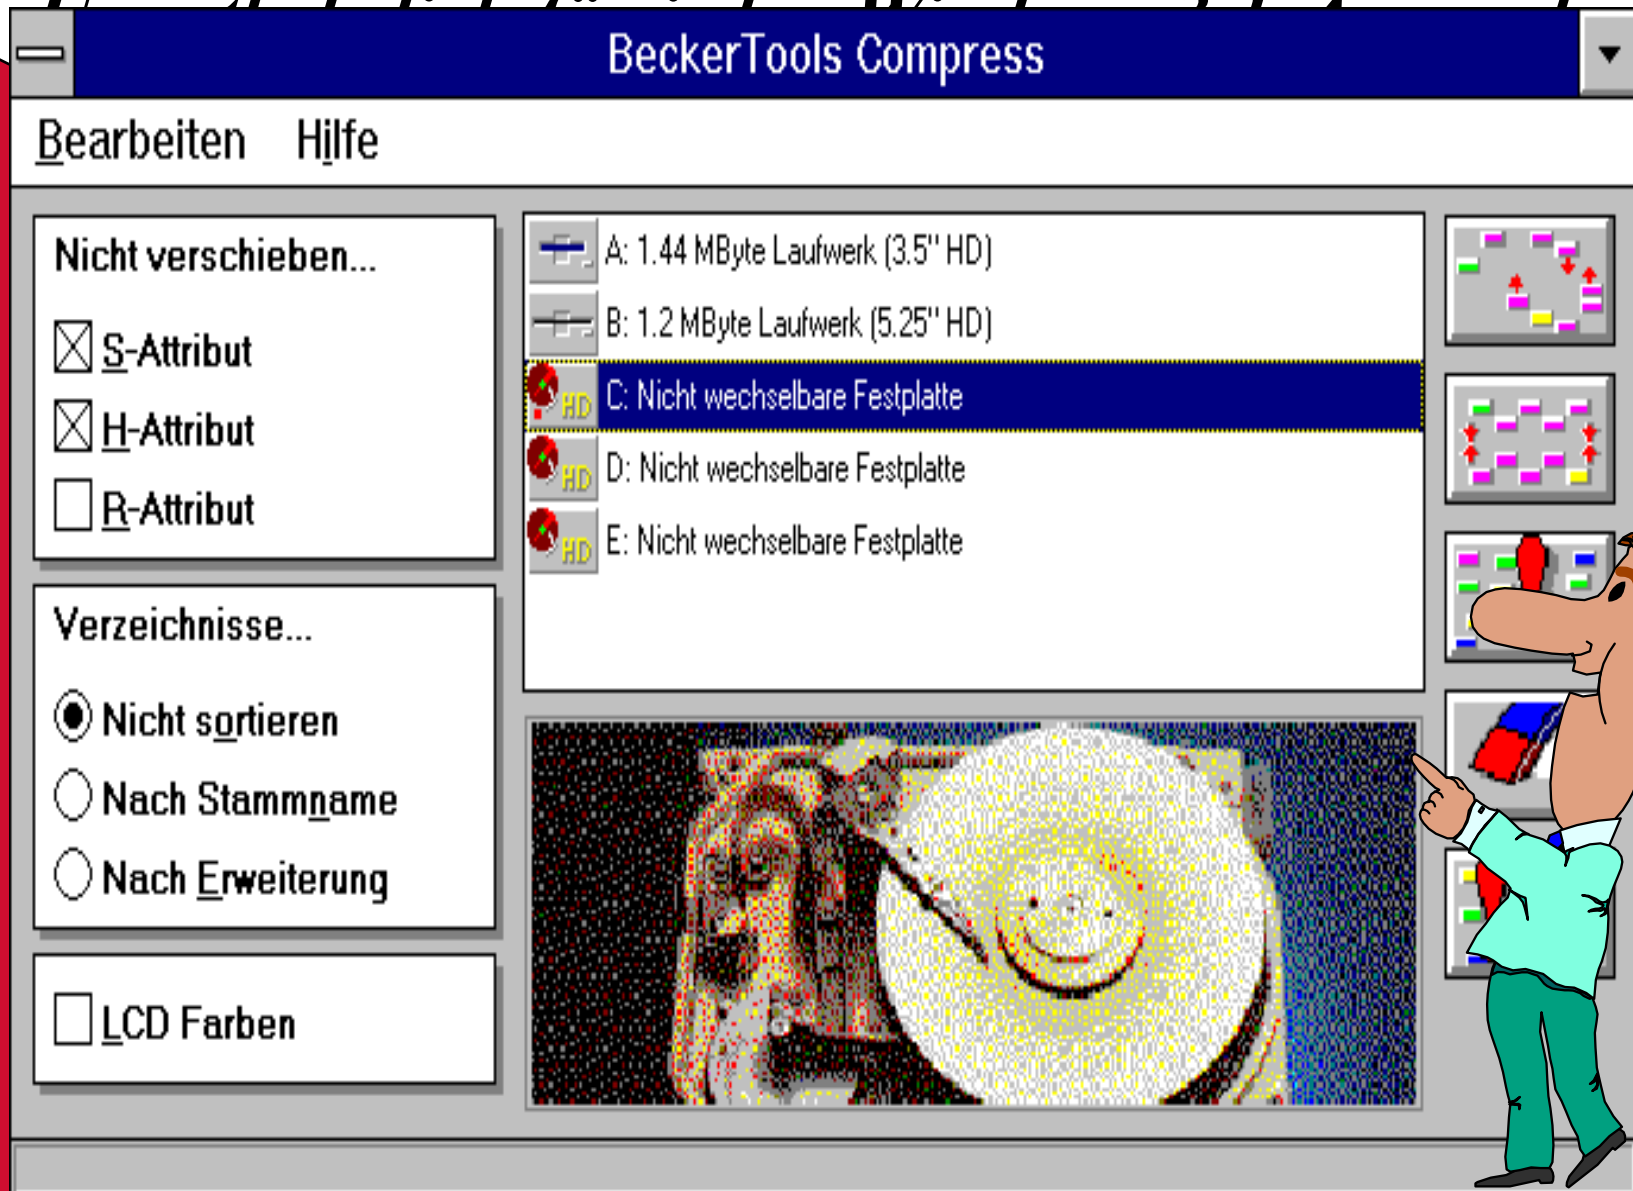 BeckerTools Compress
Bearbeiten Hilfe
Nicht verschieben...
S-Attribut
H-Attribut
R-Attribut
Verzeichnisse...
Nicht sortieren
Nach Stammname
Nach Erweiterung
LCD Farben
A: 1.44 MByte Laufwerk (3.5" HD)
B: 1.2 MByte Laufwerk (5.25" HD)
HD C: Nicht wechselbare Festplatte
HD D: Nicht wechselbare Festplatte
HD E: Nicht wechselbare Festplatte